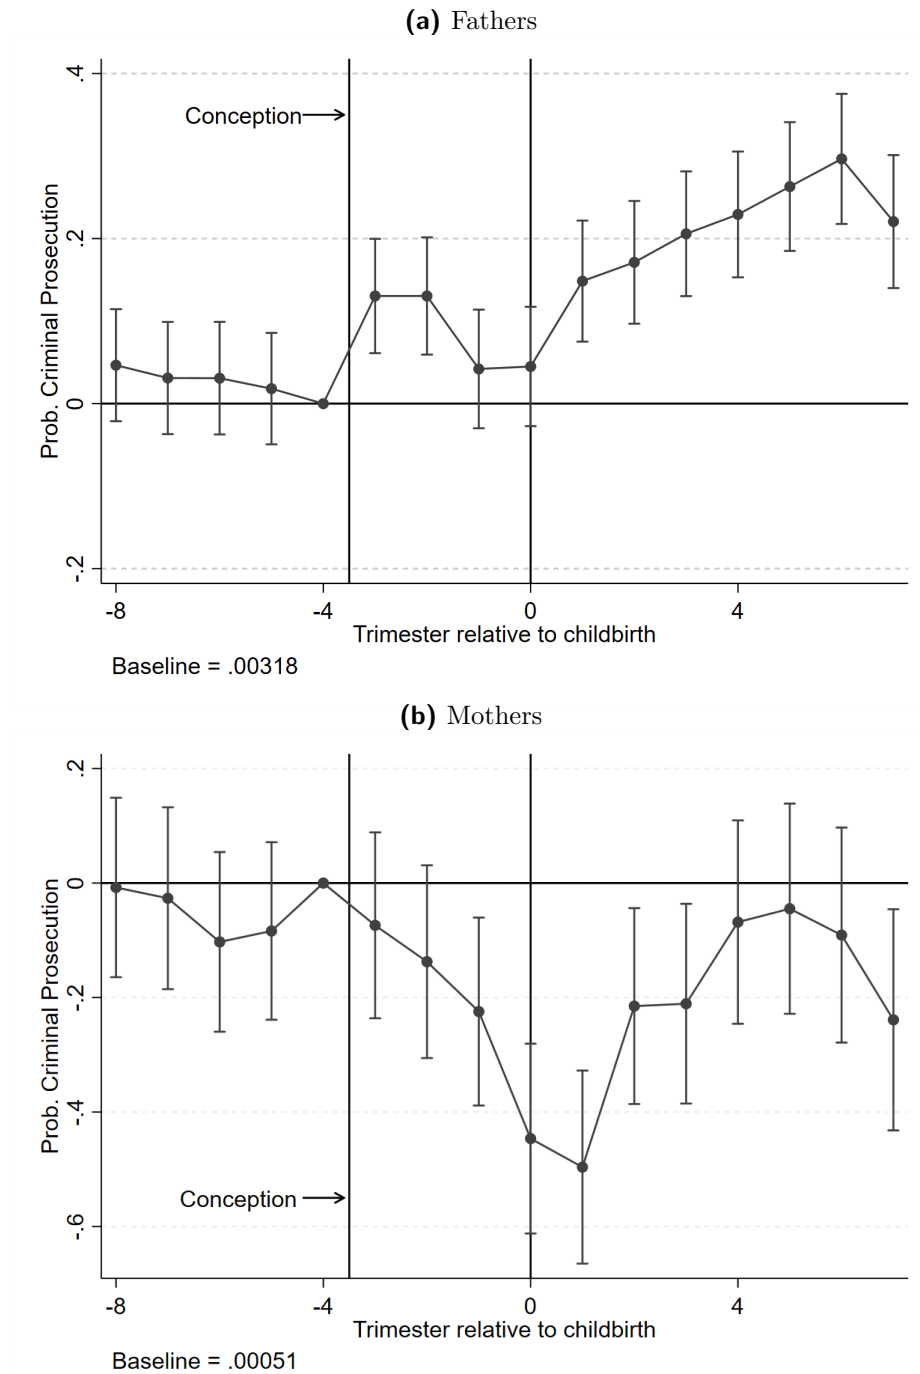 (a) Fathers
.4
Conception
.2
0
-.2
Prob. Criminal Prosecution
-8 -4 0 4
Trimester relative to childbirth
Baseline = .00318
(b) Mothers
.2
0
-.2
-.4
Conception
-.6
Prob. Criminal Prosecution
-8 -4 0 4
Trimester relative to childbirth
Baseline = .00051